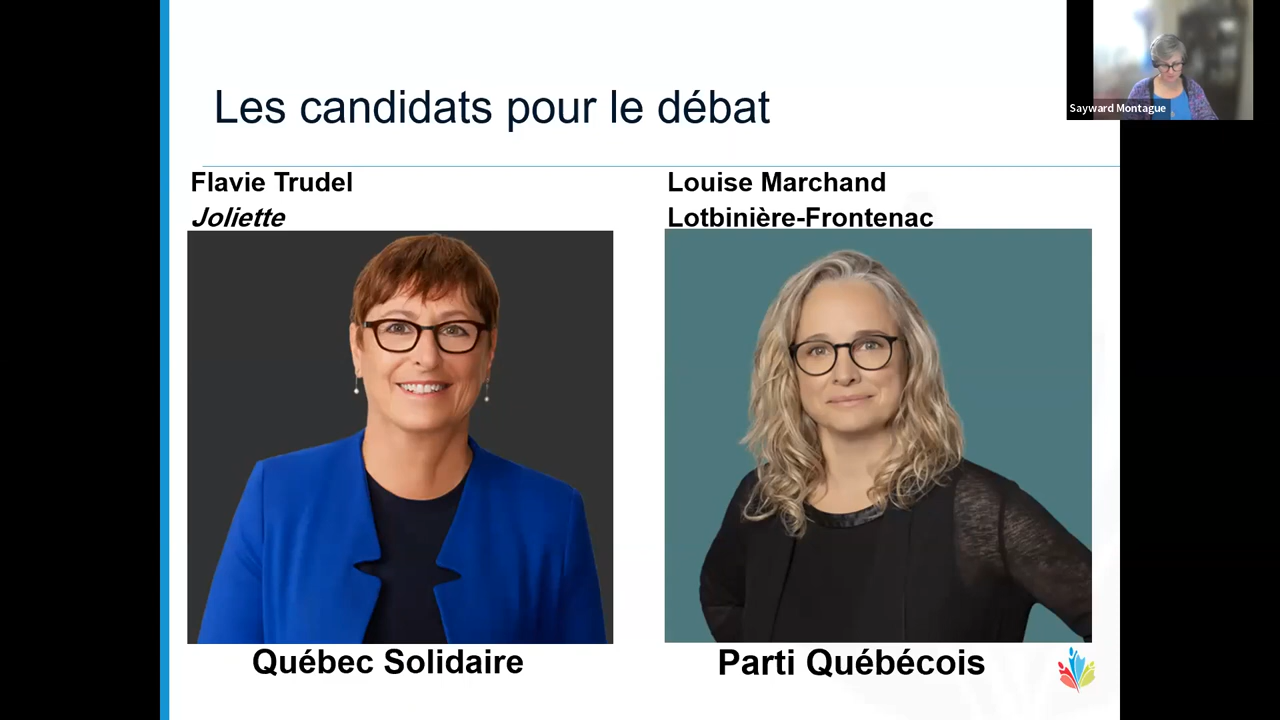 Les candidats pour le débat
Sayward Montague
Flavie Trudel
Joliette
Louise Marchand
Lotbinière-Frontenac
Québec Solidaire
Parti Québécois